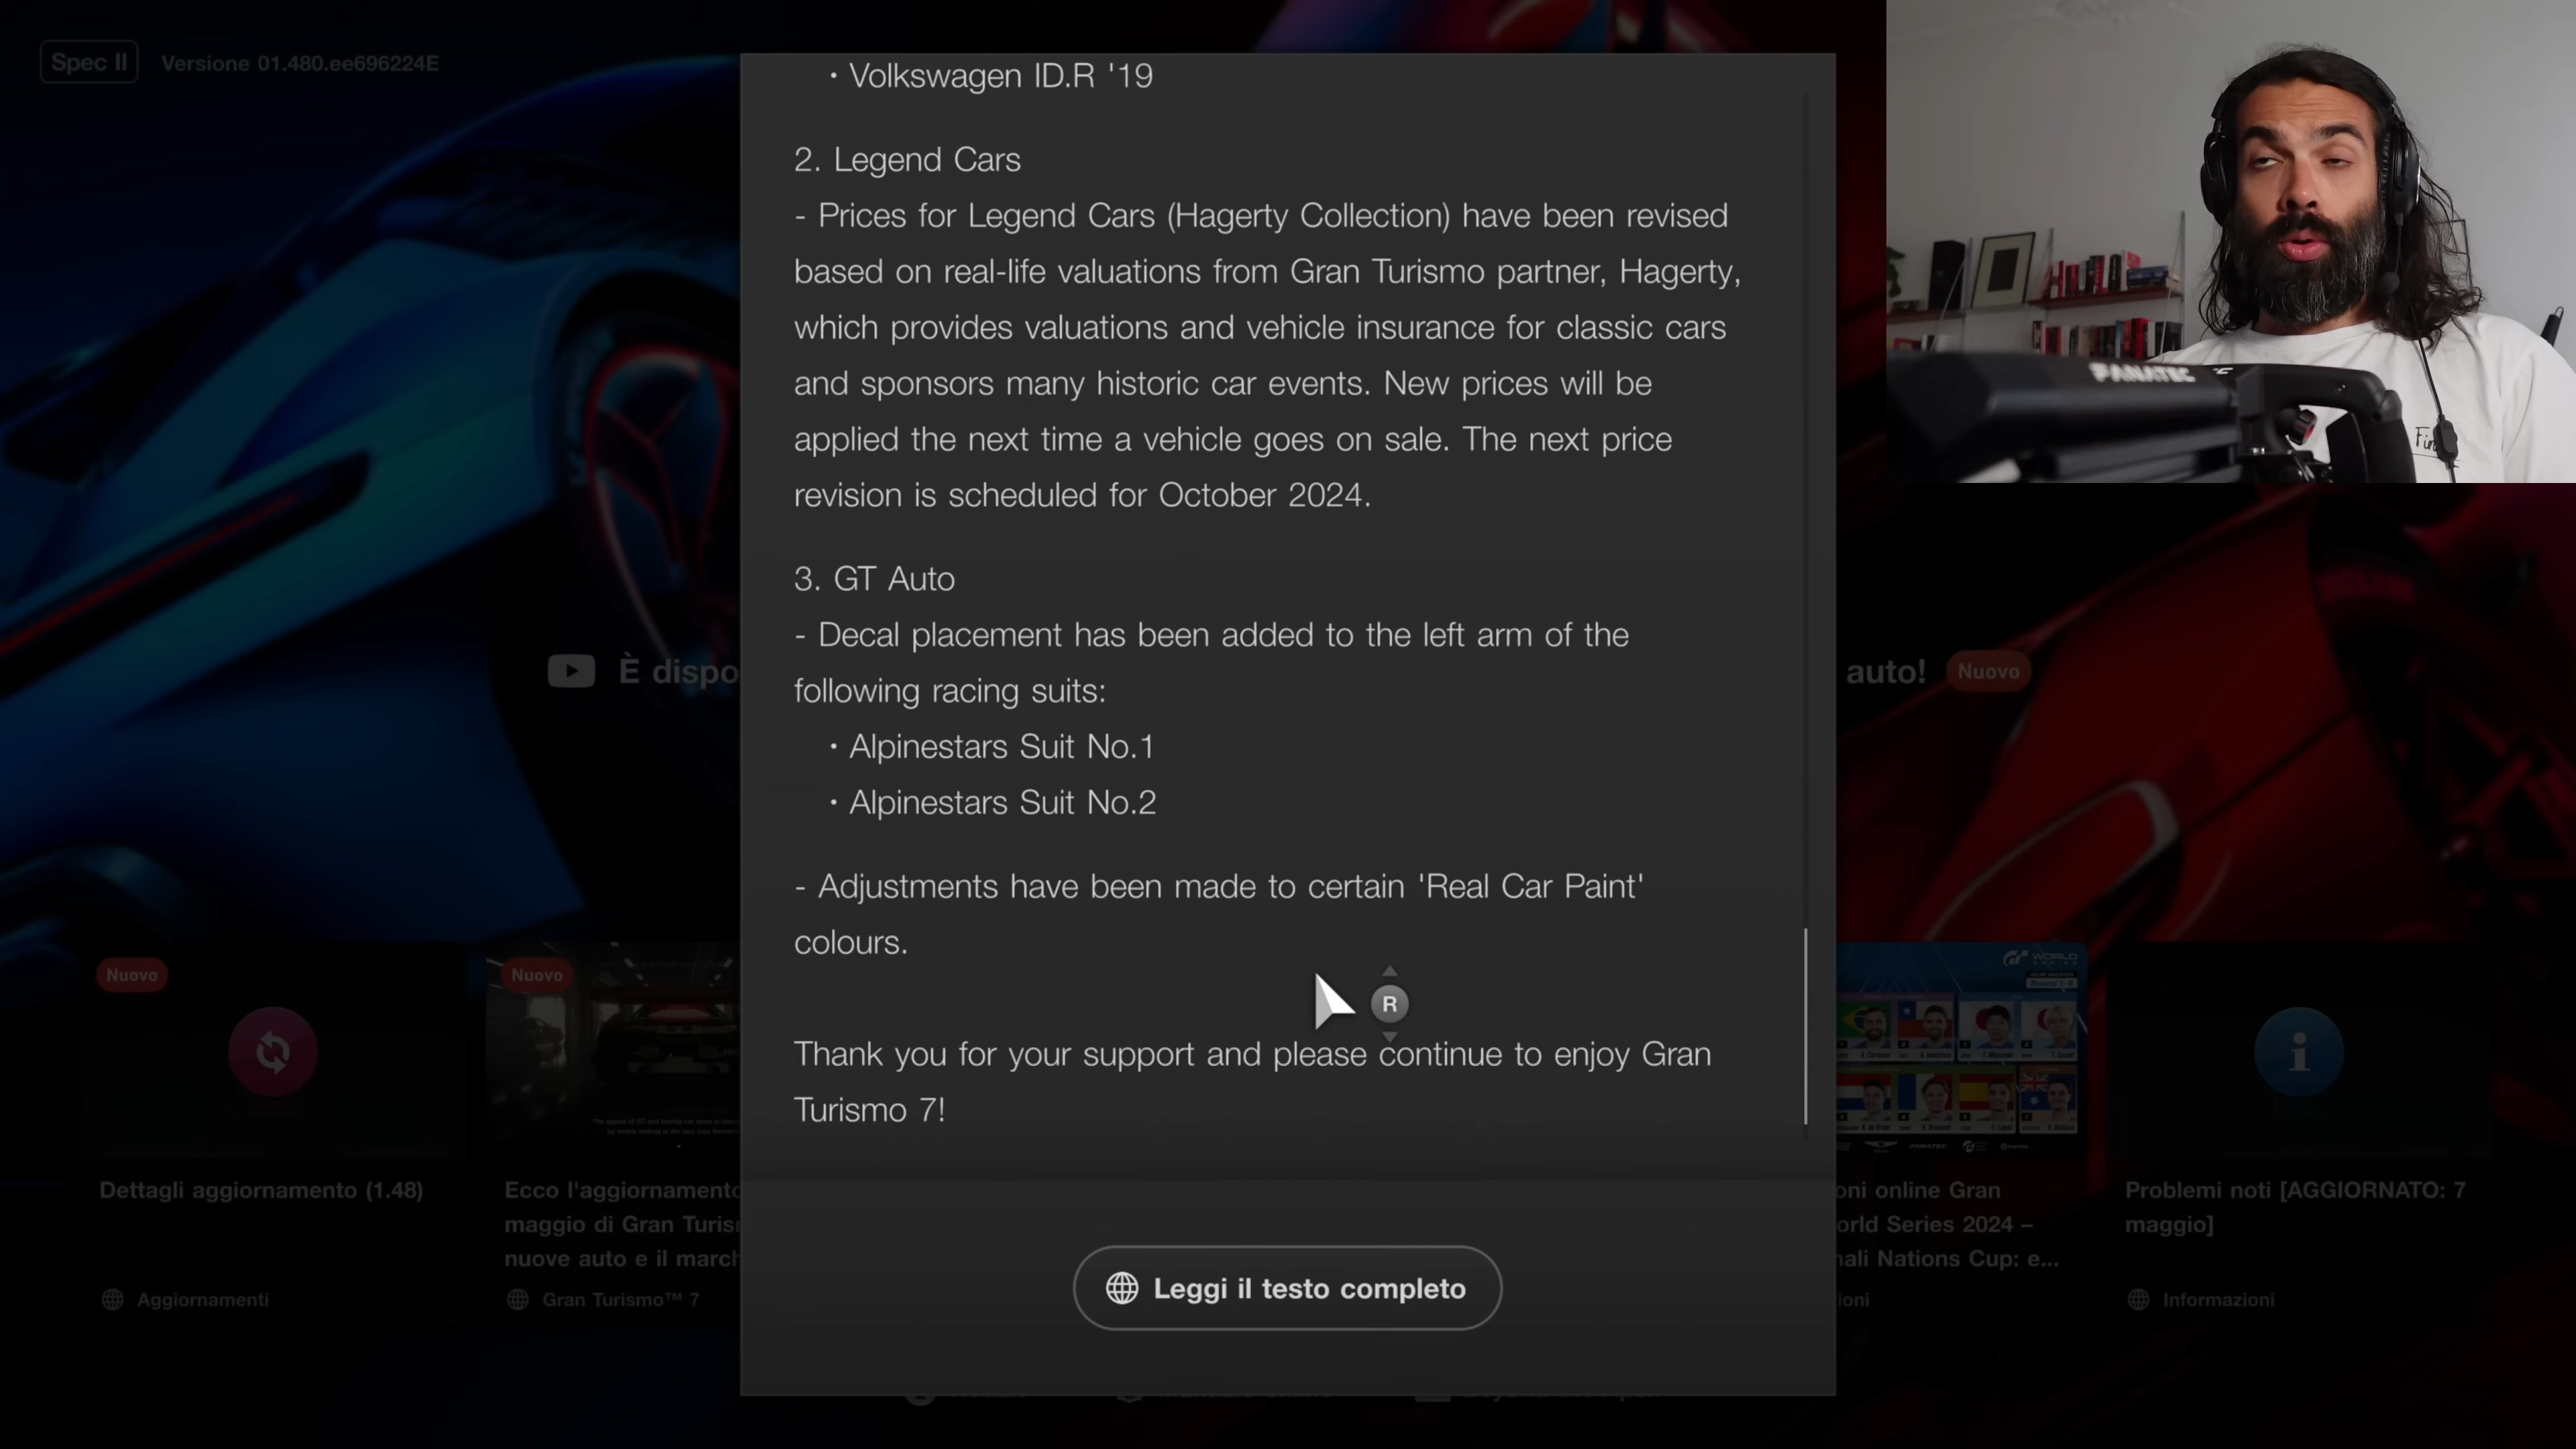 Spec II
Versione 01.480.ee696224E
• Volkswagen ID.R '19
2. Legend Cars
- Prices for Legend Cars (Hagerty Collection) have been revised
based on real-life valuations from Gran Turismo partner, Hagerty,
which provides valuations and vehicle insurance for classic cars
and sponsors many historic car events. New prices will be
applied the next time a vehicle goes on sale. The next price
revision is scheduled for October 2024.
3. GT Auto
- Decal placement has been added to the left arm of the
following racing suits:
• Alpinestars Suit No.1
• Alpinestars Suit No.2
- Adjustments have been made to certain 'Real Car Paint'
colours.
R
Thank you for your support and please continue to enjoy Gran
Turismo 7!
Leggi il testo completo
FANATEC
È dispo
auto!
Nuovo
Nuovo
Dettagli aggiornamento (1.48)
Aggiornamenti
Nuovo
Ecco l'aggiornamento
maggio di Gran Turis
nuove auto e il march
Gran Turismo™ 7
WORLD
SERIES
oni online Gran
orld Series 2024 –
nali Nations Cup: e...
ioni
Problemi noti [AGGIORNATO: 7
maggio]
Informazioni